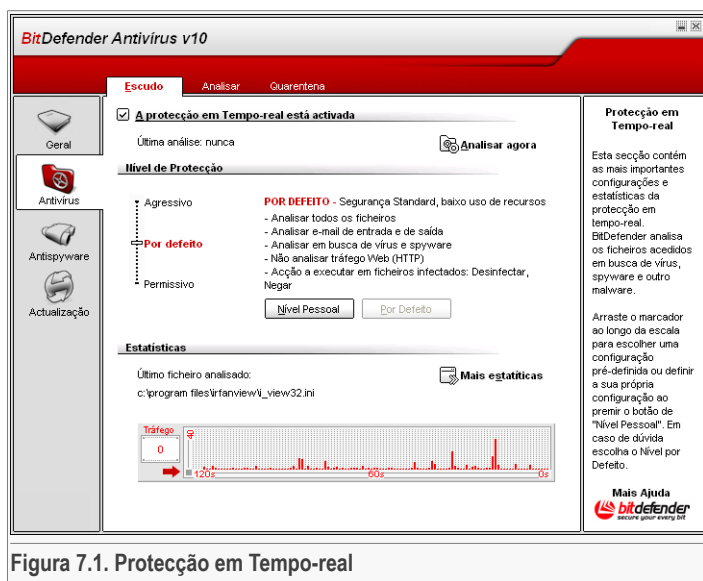 BitDefender Antivírus v10
Escudo Analisar Quarentena
Geral
Antivírus
Antispyware
Actualização
A protecção em Tempo-real está activada
Última análise: nunca
Analisar agora
Nível de Protecção
Agressivo
Por defeito
Permissivo
POR DEFEITO - Segurança Standard, baixo uso de recursos
- Analisar todos os ficheiros
- Analisar e-mail de entrada e de saída
- Analisar em busca de vírus e spyware
- Não analisar tráfego Web (HTTP)
- Acção a executar em ficheiros infectados: Desinfectar,
Negar
Nível Pessoal
Por Defeito
Estatísticas
Último ficheiro analisado:
c:\program files\irfanview\i_view32.ini
Mais estatíticas
Tráfego
0
40
120s 60s 0s
Protecção em
Tempo-real
Esta secção contém
as mais importantes
configurações e
estatísticas da
protecção em
tempo-real.
BitDefender analisa
os ficheiros acedidos
em busca de vírus,
spyware e outro
malware.
Arraste o marcador
ao longo da escala
para escolher uma
configuração
pré-definida ou definir
a sua própria
configuração ao
premir o botão de
"Nível Pessoal". Em
caso de dúvida
escolha o Nível por
Defeito.
Mais Ajuda
bitdefender
secure your every bit
Figura 7.1. Protecção em Tempo-real